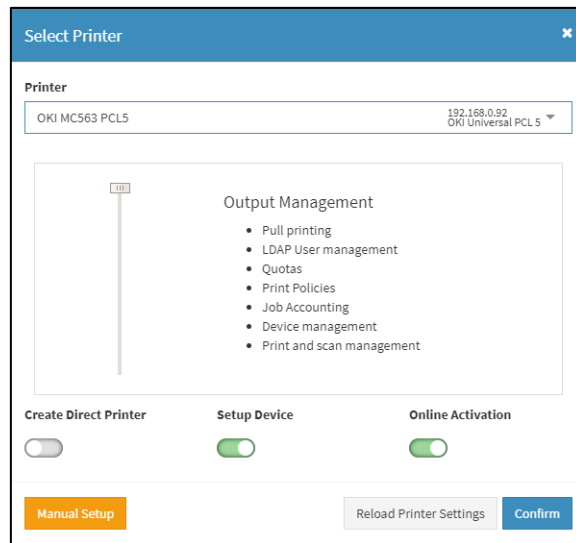 Select Printer
×
Printer
OKI MC563 PCL5
192.168.0.92
OKI Universal PCL 5
Output Management
• Pull printing
• LDAP User management
• Quotas
• Print Policies
• Job Accounting
• Device management
• Print and scan management
Create Direct Printer Setup Device Online Activation
Manual Setup Reload Printer Settings Confirm